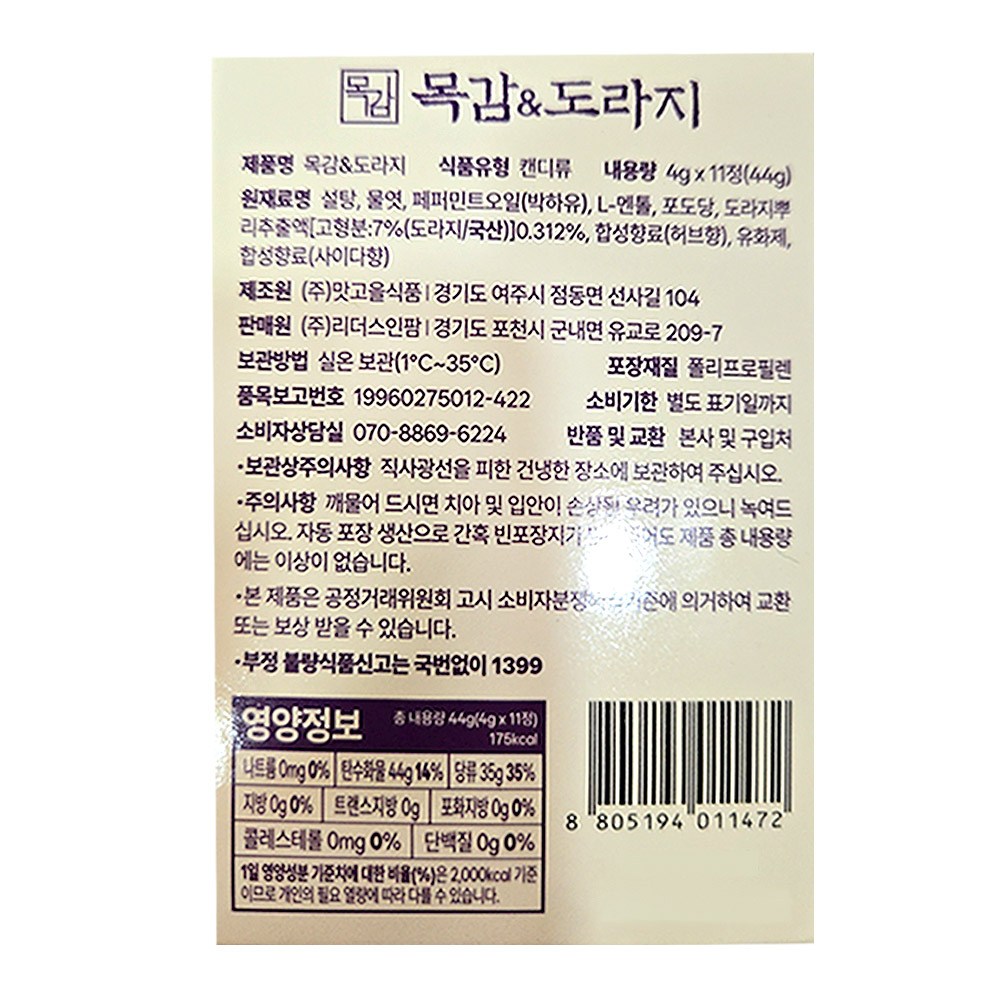 목감 목감&도라지
제품명 목감&도라지 식품유형 캔디류 내용량 4g x 11정(44g)
원재료명 설탕, 물엿, 페퍼민트오일(박하유), L-멘톨, 포도당, 도라지뿌
리추출액[고형분:7%(도라지/국산)]0.312%, 합성향료(허브향), 유화제,
합성향료(사이다향)
제조원 (주)맛고을식품 | 경기도 여주시 점동면 선사길 104
판매원 (주)리더스인팜 | 경기도 포천시 군내면 유교로 209-7
보관방법 실온 보관(1°C~35°C) 포장재질 폴리프로필렌
품목보고번호 19960275012-422 소비기한 별도 표기일까지
소비자상담실 070-8869-6224 반품 및 교환 본사 및 구입처
•보관상주의사항 직사광선을 피한 건냉한 장소에 보관하여 주십시오.
•주의사항 깨물어 드시면 치아 및 입안이 손상될 우려가 있으니 녹여드
십시오. 자동 포장 생산으로 간혹 빈포장지가 제품 총 내용량
에는 이상이 없습니다.
•본 제품은 공정거래위원회 고시 의거하여 교환
또는 보상 받을 수 있습니다.
•부정 불량식품신고는 국번없이 1399
영양정보 총 내용량 44g(4g x 11정)
175kcal
나트륨 0mg 0% 탄수화물 44g 14% 당류 35g 35%
지방 0g 0% 트랜스지방 0g 포화지방 0g 0%
콜레스테롤 0mg 0% 단백질 0g 0%
1일 영양성분 기준치에 대한 비율(%)은 2,000kcal 기준
이므로 개인의 필요 열량에 따라 다를 수 있습니다.
8 805194 011472